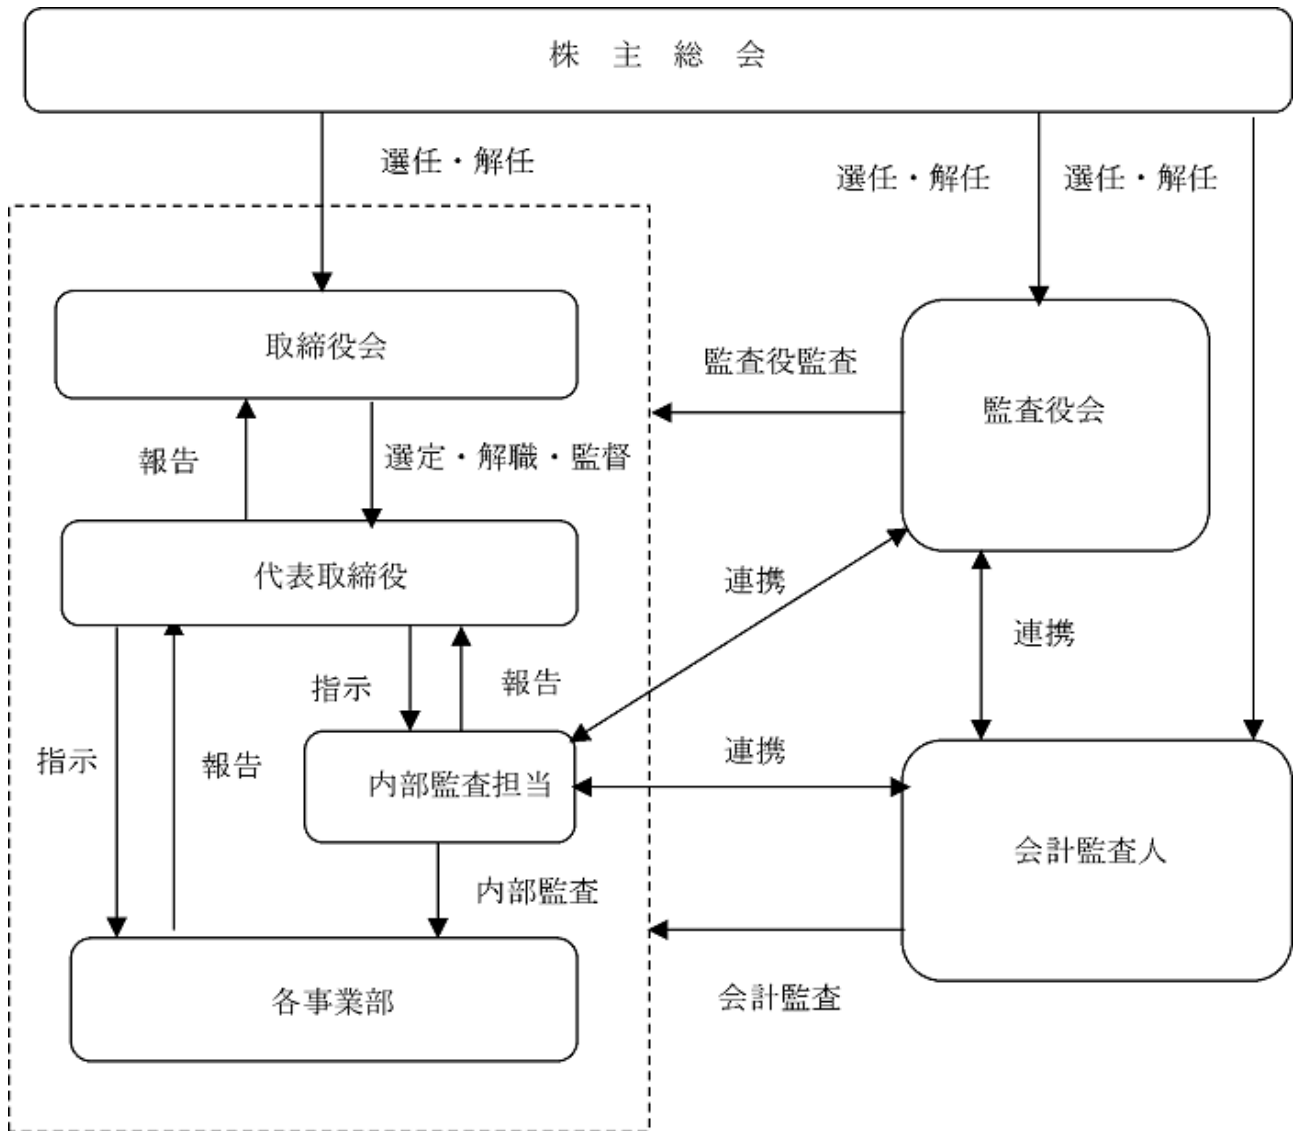 株 主 総 会
選任・解任
選任・解任
選任・解任
取締役会
監査役監査
監査役会
報告
選定・解職・監督
代表取締役
連携
連携
指示
報告
指示
報告
連携
内部監査担当
会計監査人
内部監査
会計監査
各事業部